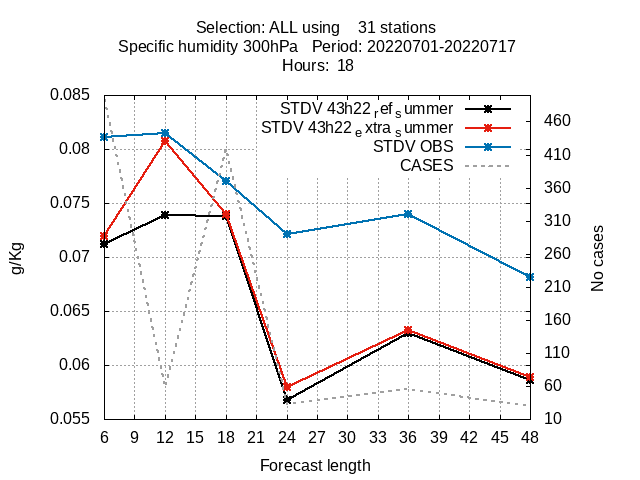 Selection: ALL using    31 stations
Specific humidity 300hPa   Period: 20220701-20220717
Hours:  18
STDV 43h22 ref summer
STDV 43h22 extra summer
STDV OBS
CASES
0.085
0.08
0.075
0.07
0.065
0.06
0.055
460
410
360
310
260
210
160
110
60
10
g/Kg
No cases
6 9 12 15 18 21 24 27 30 33 36 39 42 45 48
Forecast length